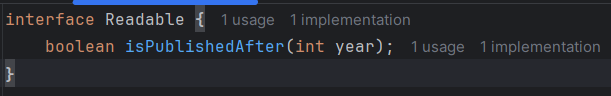 interface Readable { 1 usage 1 implementation
boolean isPublishedAfter(int year); 1 usage 1 implementation
}